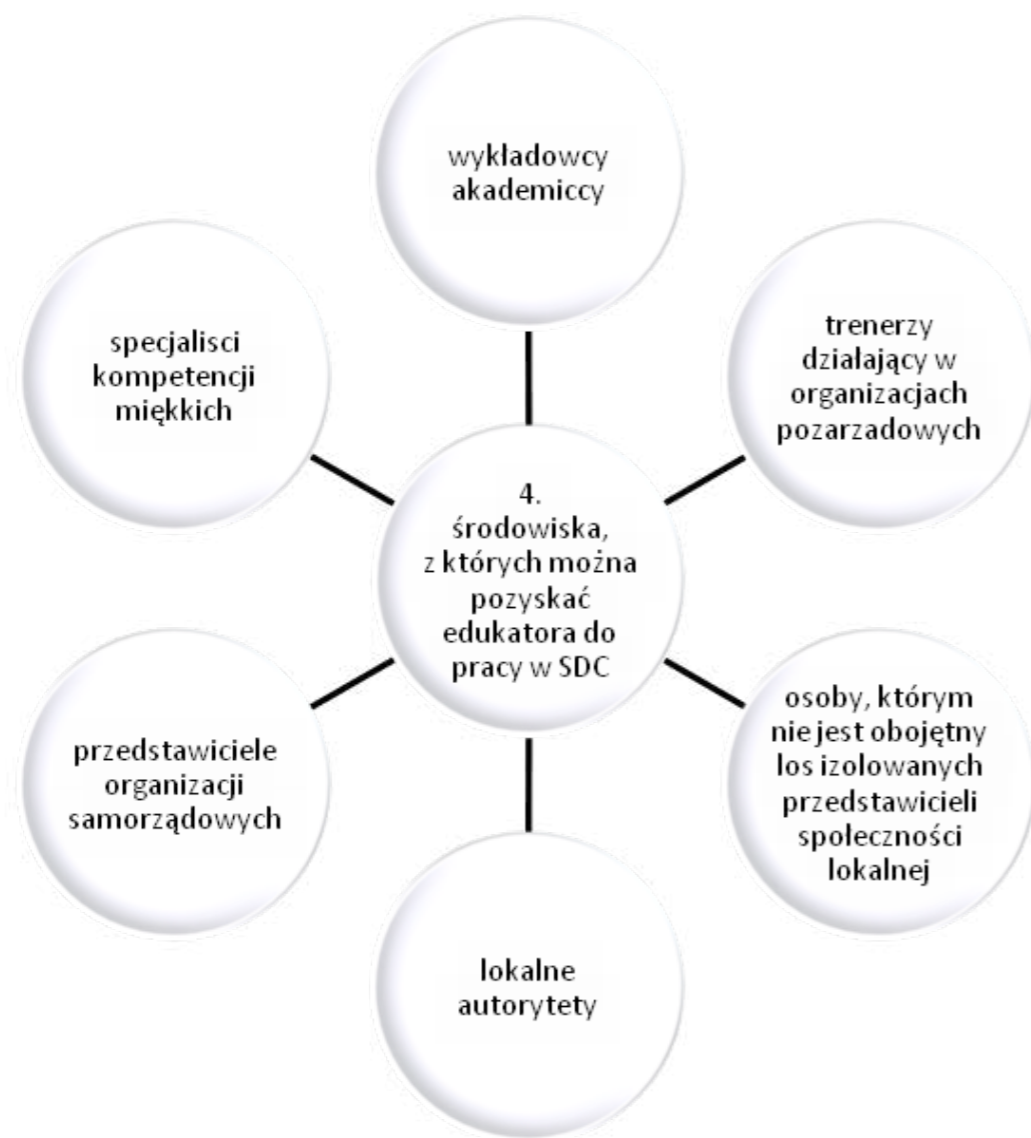 wykładowcy
akademiccy
trenerzy
działający w
organizacjach
pozarzadowych
osoby, którym
nie jest obojętny
los izolowanych
przedstawicieli
społeczności
lokalnej
lokalne
autorytety
przedstawiciele
organizacji
samorządowych
specjalisci
kompetencji
miękkich
4.
środowiska,
z których można
pozyskać
edukatora do
pracy w SDC